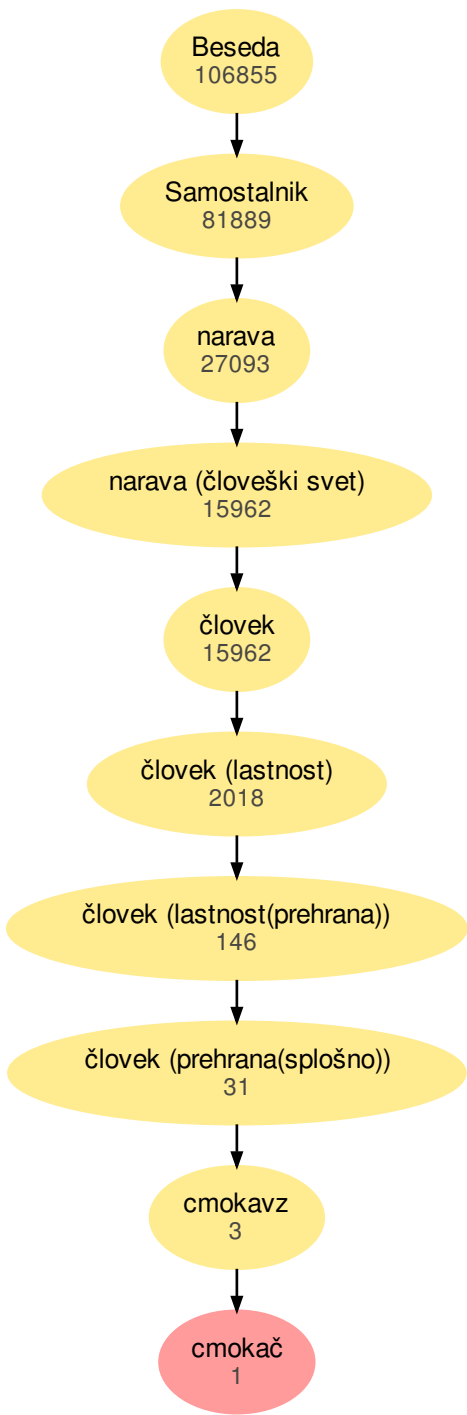 Beseda
106855
Samostalnik
81889
narava
27093
narava (človeški svet)
15962
človek
15962
človek (lastnost)
2018
človek (lastnost(prehrana))
146
človek (prehrana(splošno))
31
cmokavz
3
cmokač
1